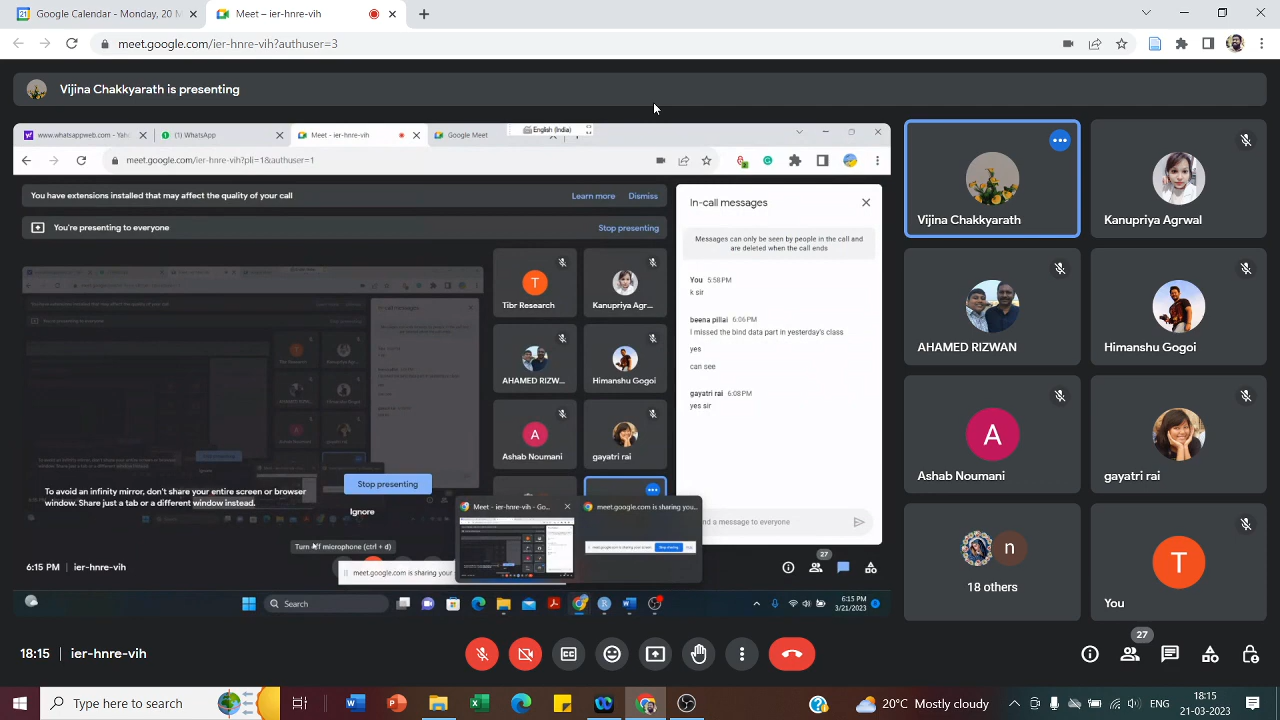 Google Calendar - Monday, 20 M
Meet - ier-hnre-vih
meet.google.com/ier-hnre-vih?authuser=3
Vijina Chakkyarath is presenting
www.whatsappweb.com - Yah
(1) WhatsApp
Meet - ier-hnre-vih
Google Meet
English (India)
meet.google.com/ier-hnre-vih?pli=1&authuser=1
You have extensions installed that may affect the quality of your call
Learn more
Dismiss
You're presenting to everyone
Stop presenting
Tibr Research
Kanupriya Agr...
AHAMED RIZW...
Himanshu Gogoi
Ashab Noumani
A
T
gayatri rai
To avoid an infinity mirror, don't share your entire screen or browser
window. Share just a tab or a different window instead.
Stop presenting
Ignore
Turn off microphone (ctrl + d)
6:15 PM | ier-hnre-vih
meet.google.com is sharing your
Meet - ier-hnre-vih - Go...
meet.google.com is sharing you...
In-call messages
Messages can only be seen by people in the call and
are deleted when the call ends
You 5:58 PM
k sir
beena pillai 6:06 PM
I missed the bind data part in yesterday's class
yes
can see
gayatri rai 6:08 PM
yes sir
nd a message to everyone
27
Search
6:15 PM
3/21/2023
Vijina Chakkyarath
Kanupriya Agrwal
AHAMED RIZWAN
Himanshu Gogoi
A
Ashab Noumani
gayatri rai
n
18 others
T
You
18:15 | ier-hnre-vih
27
Type here to search
20°C Mostly cloudy
ENG
18:15
21-03-2023